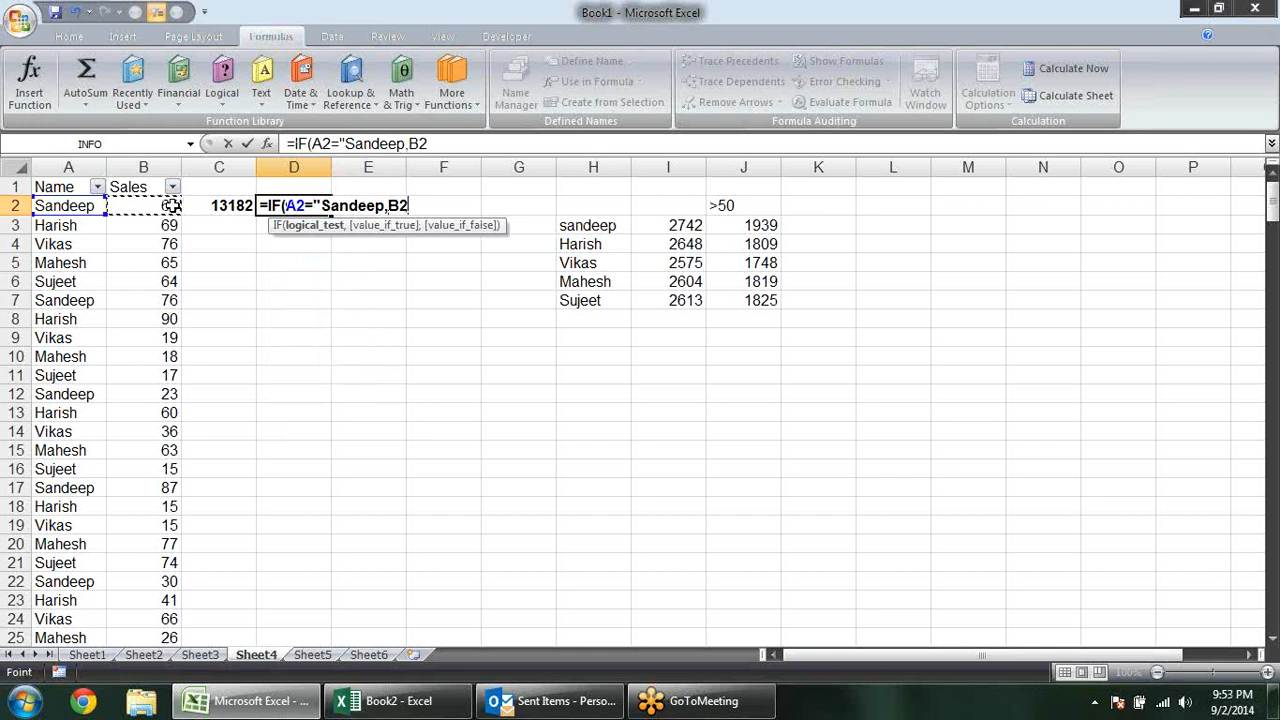 Book1 - Microsoft Excel
Home Insert Page Layout Formulas Data Review View Developer
Insert Function
AutoSum
Recently Used
Financial
Logical
Text
Date & Time
Lookup & Reference
Math & Trig
More Functions
Function Library
Name Manager
Define Name
Use in Formula
Create from Selection
Defined Names
Trace Precedents
Trace Dependents
Remove Arrows
Show Formulas
Error Checking
Evaluate Formula
Watch Window
Formula Auditing
Calculation Options
Calculate Now
Calculate Sheet
Calculation
INFO =IF(A2="Sandeep,B2
A B C D E F G H I J K L M N O P
1 Name Sales
2 Sandeep 13182 =IF(A2="Sandeep,B2 >50
IF(logical_test, [value_if_true], [value_if_false])
3 Harish 69 sandeep 2742 1939
4 Vikas 76 Harish 2648 1809
5 Mahesh 65 Vikas 2575 1748
6 Sujeet 64 Mahesh 2604 1819
7 Sandeep 76 Sujeet 2613 1825
8 Harish 90
9 Vikas 19
10 Mahesh 18
11 Sujeet 17
12 Sandeep 23
13 Harish 60
14 Vikas 36
15 Mahesh 63
16 Sujeet 15
17 Sandeep 87
18 Harish 15
19 Vikas 15
20 Mahesh 77
21 Sujeet 74
22 Sandeep 30
23 Harish 41
24 Vikas 66
25 Mahesh 26
Sheet1 Sheet2 Sheet3 Sheet4 Sheet5 Sheet6
Point 100%
Microsoft Excel - ... Book2 - Excel Sent Items - Perso... GoToMeeting
9:53 PM
9/2/2014